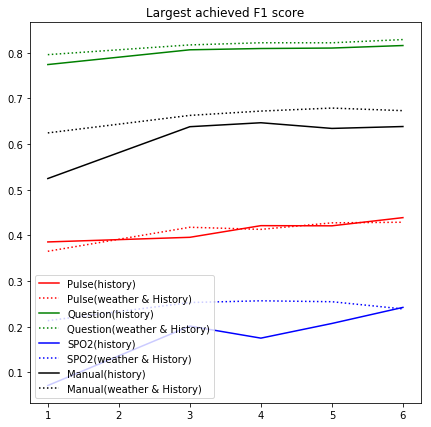 Largest achieved F1 score
0.8
0.7
0.6
0.5
0.4
0.3
0.2
0.1
Pulse(history)
Pulse(weather & History)
Question(history)
Question(weather & History)
SPO2(history)
SPO2(weather & History)
Manual(history)
Manual(weather & History)
1 2 3 4 5 6